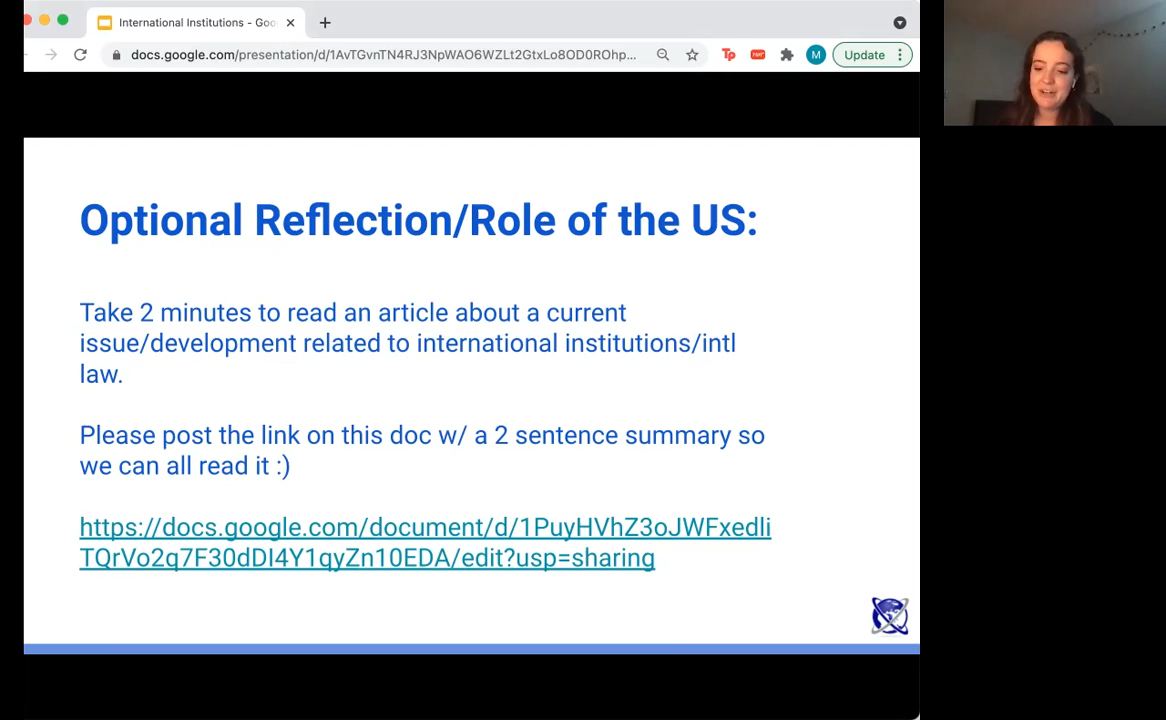 International Institutions - Goo
docs.google.com/presentation/d/1AvTGvnTN4RJ3NpWAO6WZLt2GtxLo8OD0ROhp...
Tp
M
Update
Optional Reflection/Role of the US:
Take 2 minutes to read an article about a current
issue/development related to international institutions/intl
law.
Please post the link on this doc w/ a 2 sentence summary so
we can all read it :)
https://docs.google.com/document/d/1PuyHVhZ3oJWFxedli
TQrVo2q7F30dDI4Y1qyZn10EDA/edit?usp=sharing